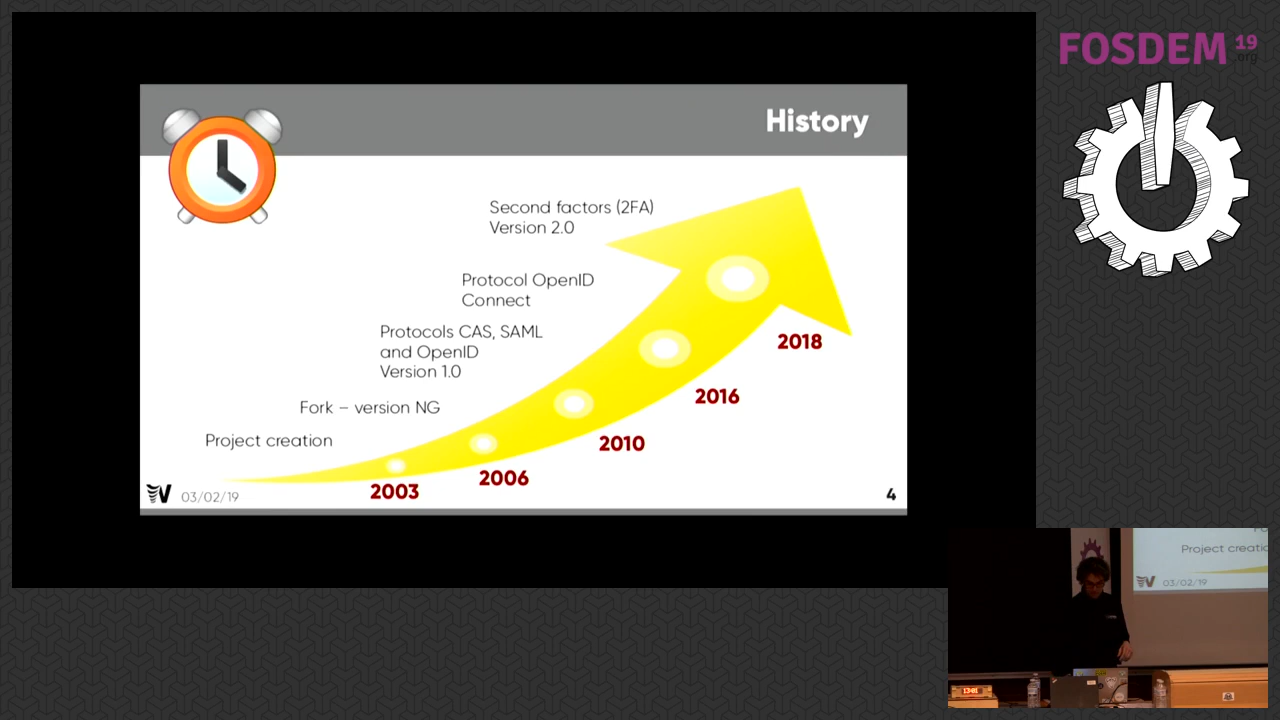 FOSDEM 19
.org
History
Second factors (2FA)
Version 2.0
Protocol OpenID
Connect
Protocols CAS, SAML
and OpenID
Version 1.0
Fork – version NG
Project creation
2018
2016
2010
2006
2003
03/02/19
4
Project creatio
03/02/19
13:01